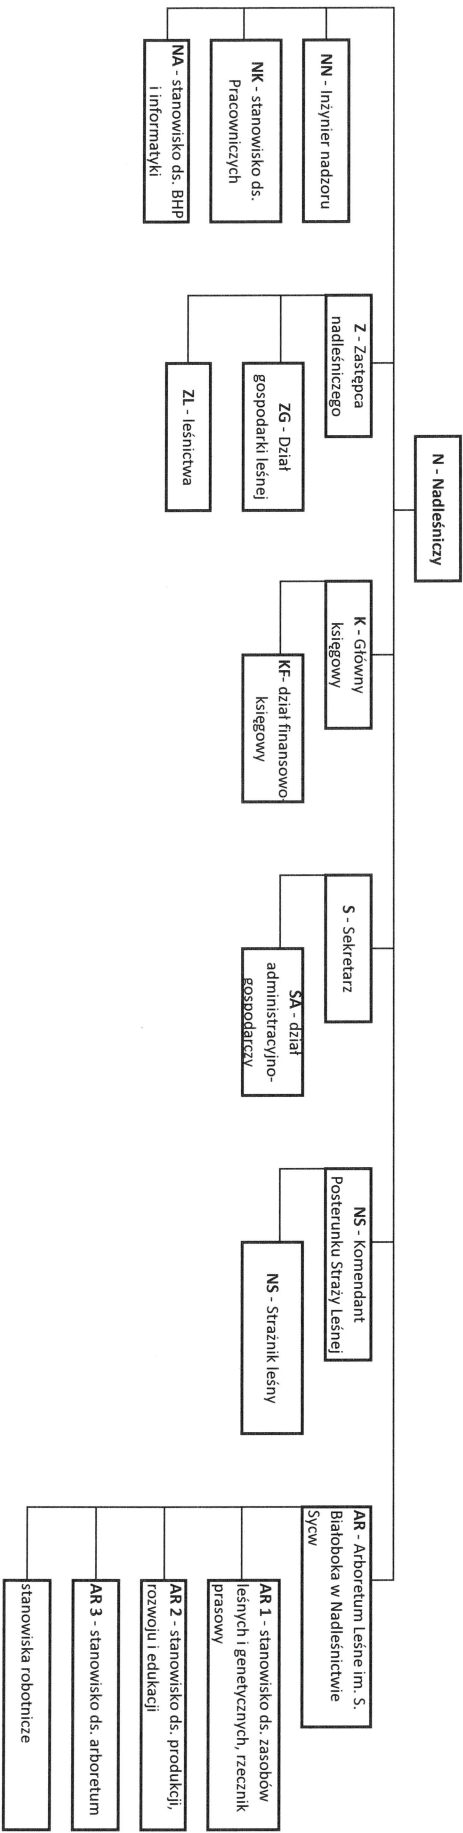 N - Nadleśniczy
NN - Inżynier nadzoru
NK - stanowisko ds.
Pracowniczych
NA - stanowisko ds. BHP
i informatyki
Z - Zastępca
nadleśniczego
ZG - Dział
gospodarki leśnej
ZL - leśnictwa
K - Główny
księgowy
KF- dział finansowo-
księgowy
S - Sekretarz
SA - dział
administracyjno-
gospodarczy
NS - Komendant
Posterunku Straży Leśnej
NS - Strażnik leśny
AR - Arboretum Leśne im. S.
Białoboka w Nadleśnictwie
Sycw
AR 1 - stanowisko ds. zasobów
leśnych i genetycznych, rzecznik
prasowy
AR 2 - stanowisko ds. produkcji,
rozwoju i edukacji
AR 3 - stanowisko ds. arboretum
stanowiska robotnicze